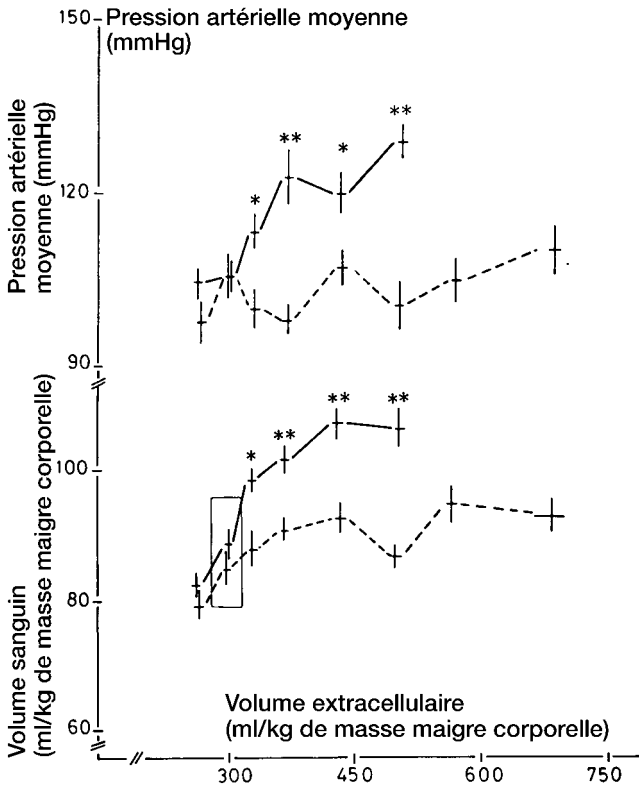 150
Pression artérielle moyenne
(mmHg)
Pression artérielle
moyenne (mmHg)
**
**
*
*
120
90
Volume sanguin
(ml/kg de masse maigre corporelle)
**
**
**
*
100
80
60
Volume extracellulaire
(ml/kg de masse maigre corporelle)
300
450
600
750